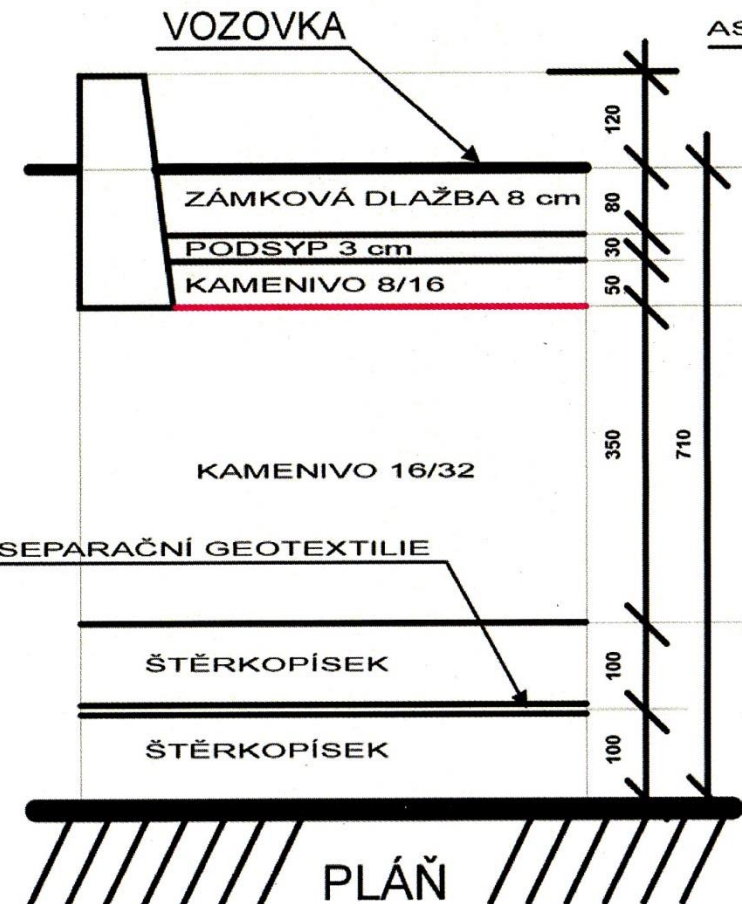 VOZOVKA
AS
120
ZÁMKOVÁ DLAŽBA 8 cm
80
PODSYP 3 cm
30
KAMENIVO 8/16
50
KAMENIVO 16/32
350
710
SEPARAČNÍ GEOTEXTILIE
ŠTĚRKOPÍSEK
100
ŠTĚRKOPÍSEK
100
PLÁŇ